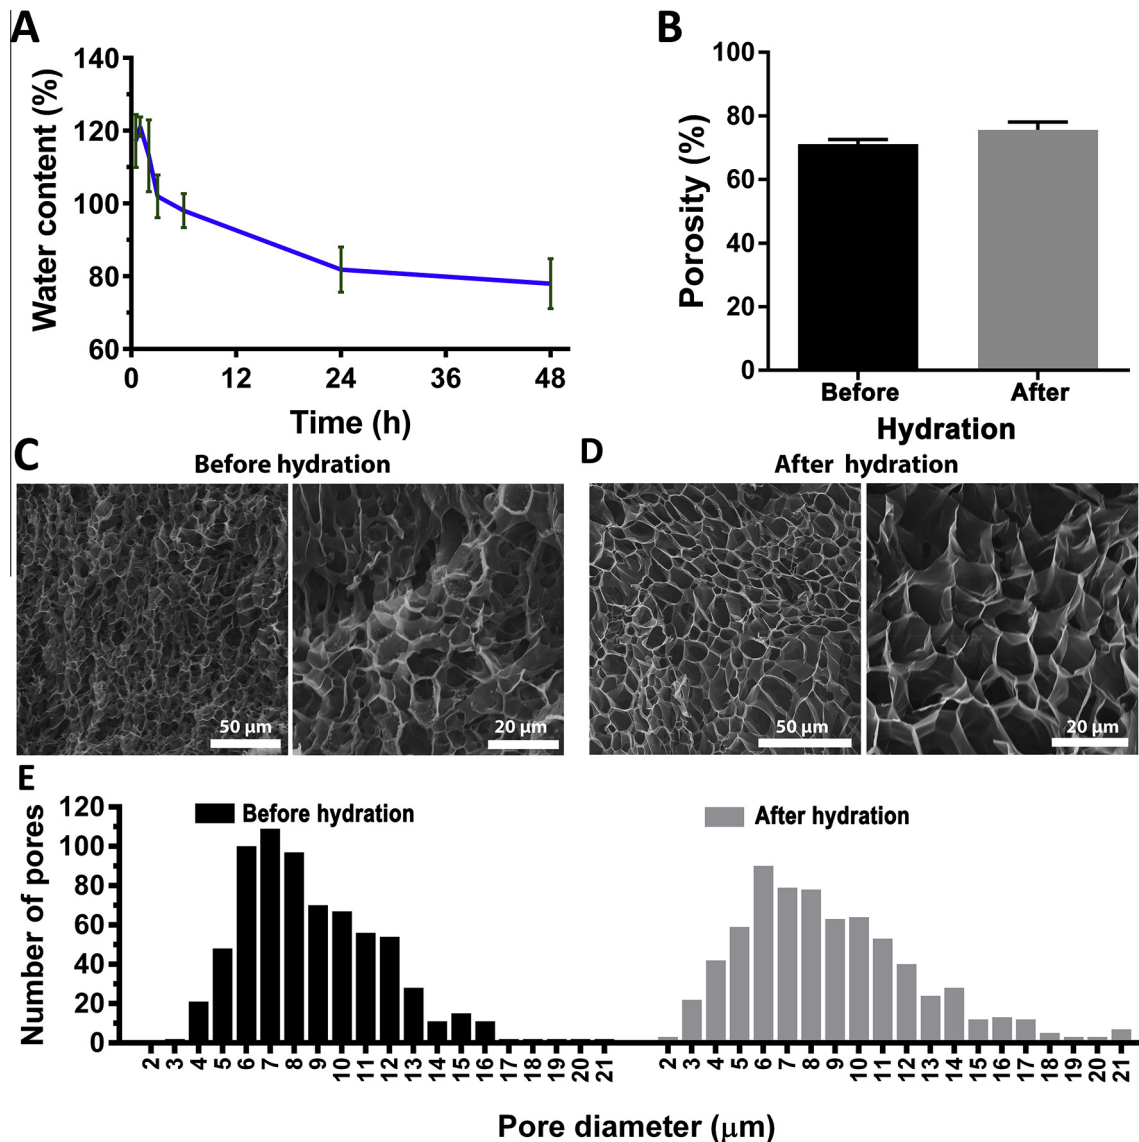 A
140
120
100
80
60
Water content (%)
0 12 24 36 48
Time (h)
B
100
80
60
40
20
0
Porosity (%)
Before After
Hydration
C
Before hydration
50 μm
20 μm
D
After hydration
50 μm
20 μm
E
120
100
80
60
40
20
0
Number of pores
Before hydration
After hydration
2 3 4 5 6 7 8 9 10 11 12 13 14 15 16 17 18 19 20 21
2 3 4 5 6 7 8 9 10 11 12 13 14 15 16 17 18 19 20 21
Pore diameter (μm)